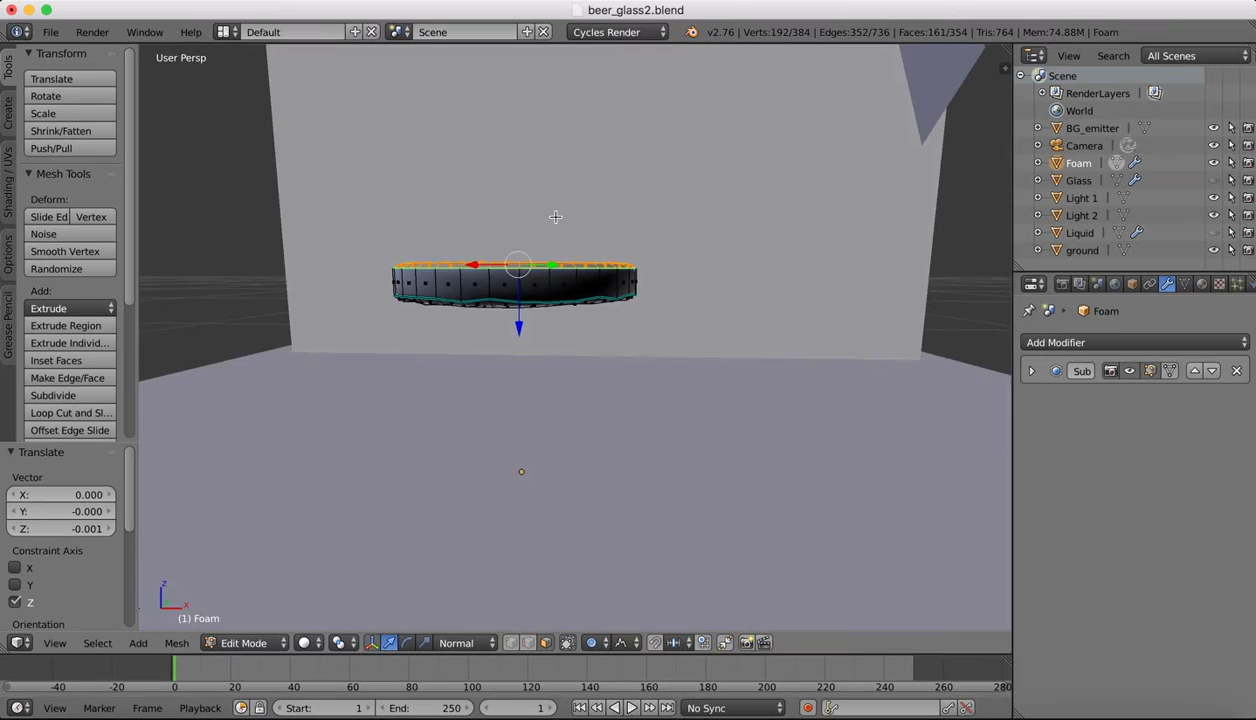 beer_glass2.blend
File Render Window Help Default Scene Cycles Render v2.76 | Verts:192/384 | Edges:352/736 | Faces:161/354 | Tris:764 | Mem:74.88M | Foam
User Persp
Tools
Create
Shading / UVs
Options
Grease Pencil
Transform
Translate
Rotate
Scale
Shrink/Fatten
Push/Pull
Mesh Tools
Deform:
Slide Ed Vertex
Noise
Smooth Vertex
Randomize
Add:
Extrude
Extrude Region
Extrude Individ...
Inset Faces
Make Edge/Face
Subdivide
Loop Cut and Sl...
Offset Edge Slide
Translate
Vector
X: 0.000
Y: -0.000
Z: -0.001
Constraint Axis
X
Y
Z
Orientation
z
x
(1) Foam
View Select Add Mesh Edit Mode Normal
-40 -20 0 20 40 60 80 100 120 140 160 180 200 220 240 260 280
View Marker Frame Playback Start: 1 End: 250 1 No Sync
View Search All Scenes
Scene
RenderLayers
World
BG_emitter
Camera
Foam
Glass
Light 1
Light 2
Liquid
ground
Foam
Add Modifier
Sub